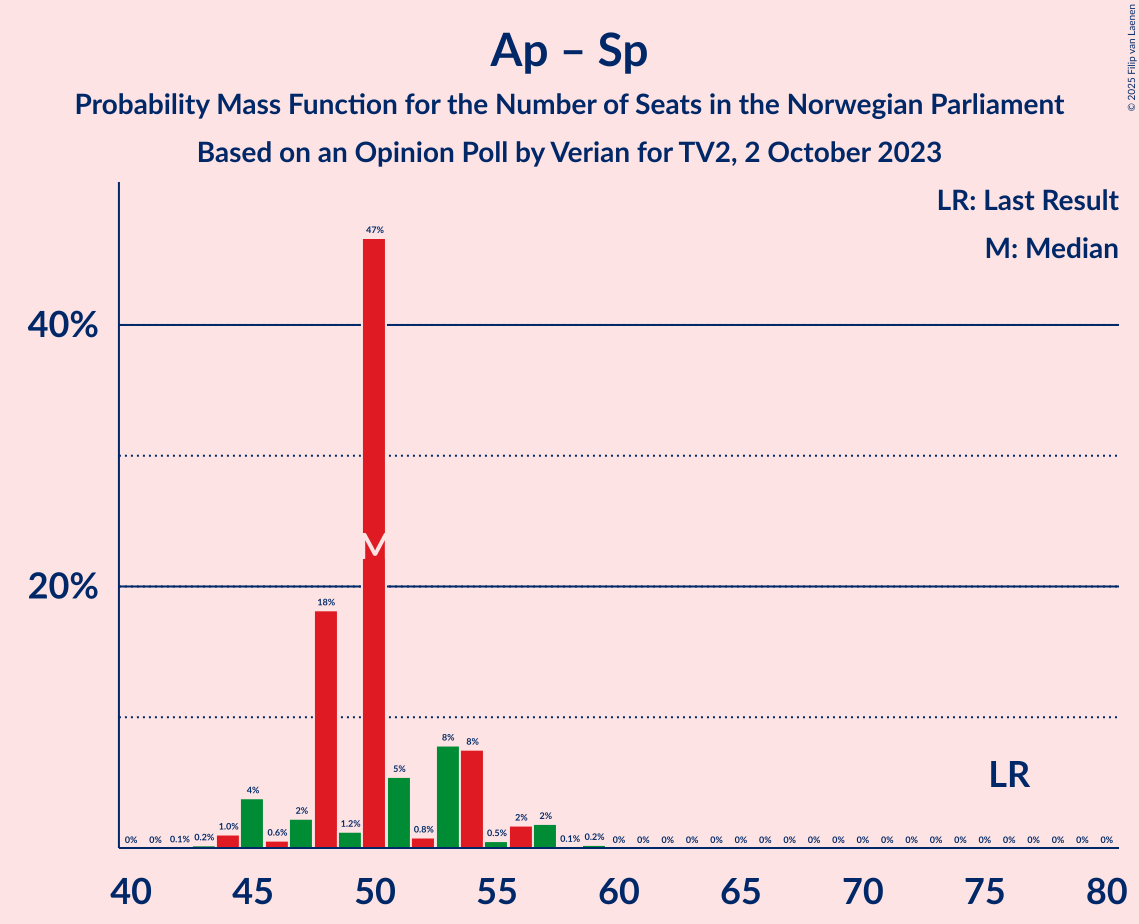 Ap – Sp
Probability Mass Function for the Number of Seats in the Norwegian Parliament
Based on an Opinion Poll by Verian for TV2, 2 October 2023
© 2025 Filip van Laenen
LR: Last Result
M: Median
47%
40%
M
20%
18%
8% 8%
LR
5%
4%
2% 2% 2%
1.0% 0.6% 1.2% 0.8% 0.5%
0% 0% 0.1% 0.2% 0.1% 0.2% 0% 0% 0% 0% 0% 0% 0% 0% 0% 0% 0% 0% 0% 0% 0% 0% 0% 0% 0% 0% 0%
40 45 50 55 60 65 70 75 80